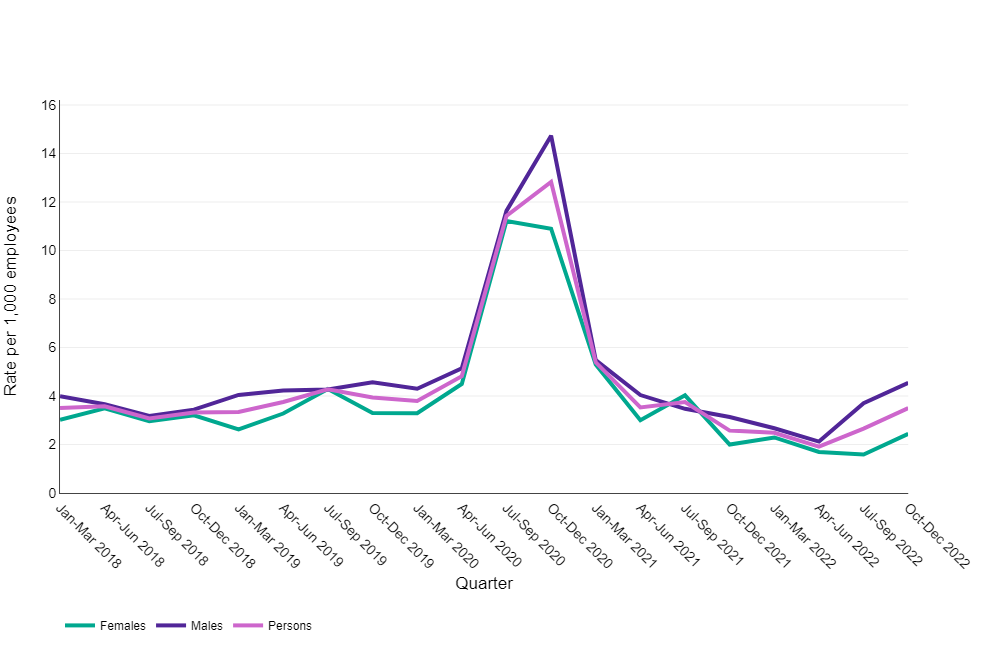 Rate per 1,000 employees
16
14
12
10
8
6
4
2
0
Jan-Mar 2018
Apr-Jun 2018
Jul-Sep 2018
Oct-Dec 2018
Jan-Mar 2019
Apr-Jun 2019
Jul-Sep 2019
Oct-Dec 2019
Jan-Mar 2020
Apr-Jun 2020
Jul-Sep 2020
Oct-Dec 2020
Jan-Mar 2021
Apr-Jun 2021
Jul-Sep 2021
Oct-Dec 2021
Jan-Mar 2022
Apr-Jun 2022
Jul-Sep 2022
Oct-Dec 2022
Quarter
Females Males Persons